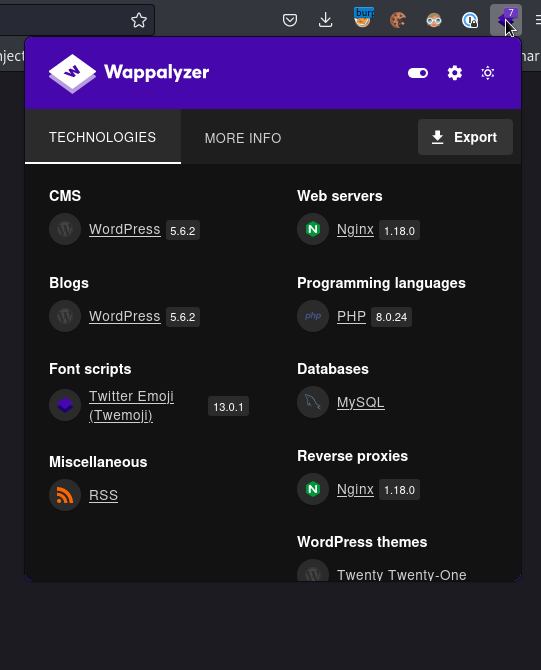 burp
7
nject
nar
Wappalyzer
TECHNOLOGIES
MORE INFO
Export
CMS
WordPress 5.6.2
Blogs
WordPress 5.6.2
Font scripts
Twitter Emoji
(Twemoji) 13.0.1
Miscellaneous
RSS
Web servers
Nginx 1.18.0
Programming languages
php PHP 8.0.24
Databases
MySQL
Reverse proxies
Nginx 1.18.0
WordPress themes
Twenty Twenty-One